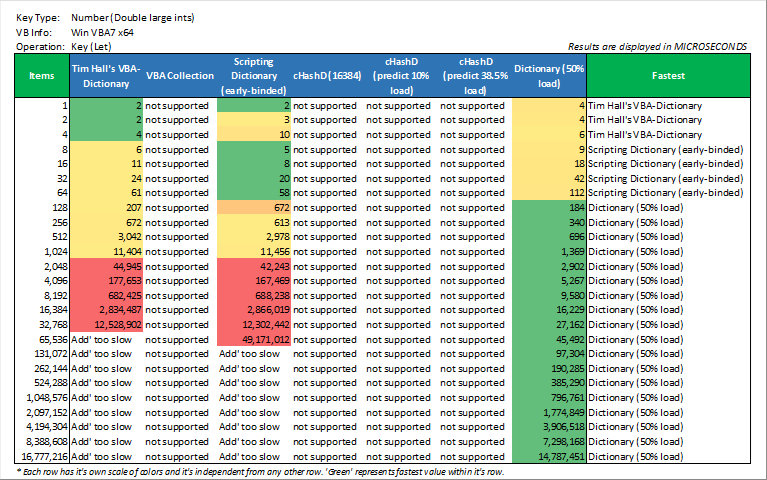 Key Type: Number (Double large ints)
VB Info: Win VBA7 x64
Operation: Key (Let) Results are displayed in MICROSECONDS
Items Tim Hall's VBA-Dictionary VBA Collection Scripting Dictionary (early-binded) cHashD (16384) cHashD (predict 10% load) cHashD (predict 38.5% load) Dictionary (50% load) Fastest
1 2 not supported 2 not supported not supported not supported 4 Tim Hall's VBA-Dictionary
2 2 not supported 3 not supported not supported not supported 4 Tim Hall's VBA-Dictionary
4 4 not supported 10 not supported not supported not supported 6 Tim Hall's VBA-Dictionary
8 6 not supported 5 not supported not supported not supported 9 Scripting Dictionary (early-binded)
16 11 not supported 8 not supported not supported not supported 18 Scripting Dictionary (early-binded)
32 24 not supported 20 not supported not supported not supported 42 Scripting Dictionary (early-binded)
64 61 not supported 58 not supported not supported not supported 112 Scripting Dictionary (early-binded)
128 207 not supported 672 not supported not supported not supported 184 Dictionary (50% load)
256 672 not supported 613 not supported not supported not supported 340 Dictionary (50% load)
512 3,042 not supported 2,978 not supported not supported not supported 696 Dictionary (50% load)
1,024 11,404 not supported 11,456 not supported not supported not supported 1,369 Dictionary (50% load)
2,048 44,945 not supported 42,243 not supported not supported not supported 2,902 Dictionary (50% load)
4,096 177,653 not supported 167,469 not supported not supported not supported 5,267 Dictionary (50% load)
8,192 682,425 not supported 688,238 not supported not supported not supported 9,580 Dictionary (50% load)
16,384 2,834,487 not supported 2,866,019 not supported not supported not supported 16,229 Dictionary (50% load)
32,768 12,528,902 not supported 12,302,442 not supported not supported not supported 27,162 Dictionary (50% load)
65,536 Add' too slow not supported 49,171,012 not supported not supported not supported 45,492 Dictionary (50% load)
131,072 Add' too slow not supported Add' too slow not supported not supported not supported 97,304 Dictionary (50% load)
262,144 Add' too slow not supported Add' too slow not supported not supported not supported 190,285 Dictionary (50% load)
524,288 Add' too slow not supported Add' too slow not supported not supported not supported 385,290 Dictionary (50% load)
1,048,576 Add' too slow not supported Add' too slow not supported not supported not supported 796,761 Dictionary (50% load)
2,097,152 Add' too slow not supported Add' too slow not supported not supported not supported 1,774,849 Dictionary (50% load)
4,194,304 Add' too slow not supported Add' too slow not supported not supported not supported 3,906,518 Dictionary (50% load)
8,388,608 Add' too slow not supported Add' too slow not supported not supported not supported 7,298,168 Dictionary (50% load)
16,777,216 Add' too slow not supported Add' too slow not supported not supported not supported 14,787,451 Dictionary (50% load)
* Each row has it's own scale of colors and it's independent from any other row. 'Green' represents fastest value within it's row.